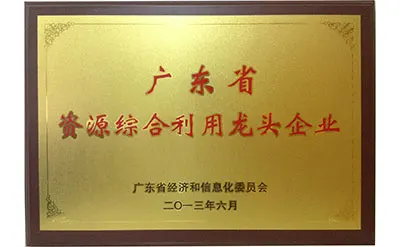 广东省
资源综合利用龙头企业
广东省经济和信息化委员会
二〇一三年六月